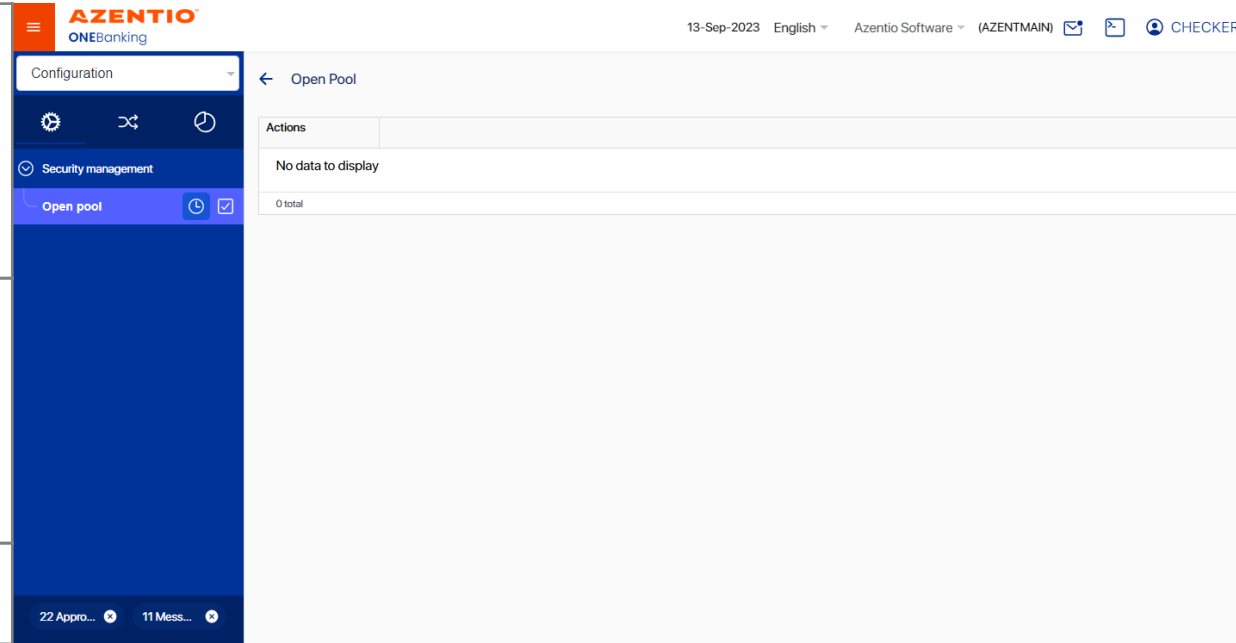 AZENTIO™
ONEBanking
13-Sep-2023 English Azentio Software (AZENTMAIN) CHECKER
Configuration
Open Pool
Actions
Security management
No data to display
Open pool
0 total
22 Appro... 11 Mess...